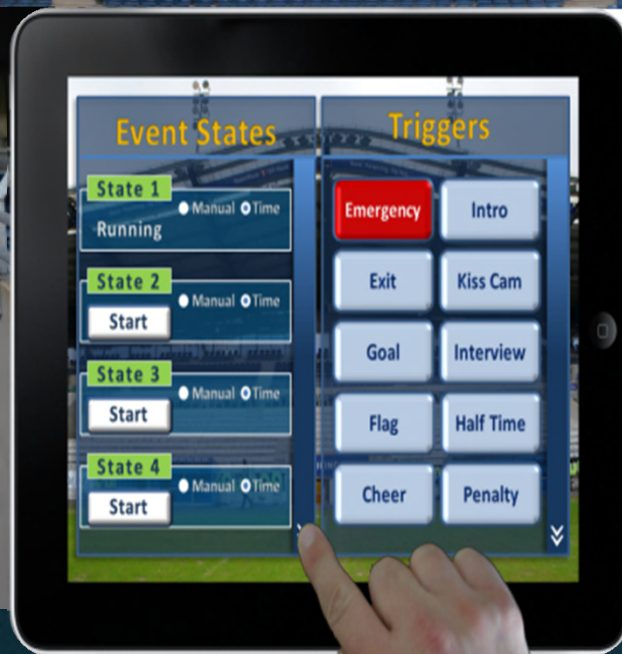 Event States
State 1
Manual Time
Running
State 2
Manual Time
Start
State 3
Manual Time
Start
State 4
Manual Time
Start
Triggers
Emergency Intro
Exit Kiss Cam
Goal Interview
Flag Half Time
Cheer Penalty